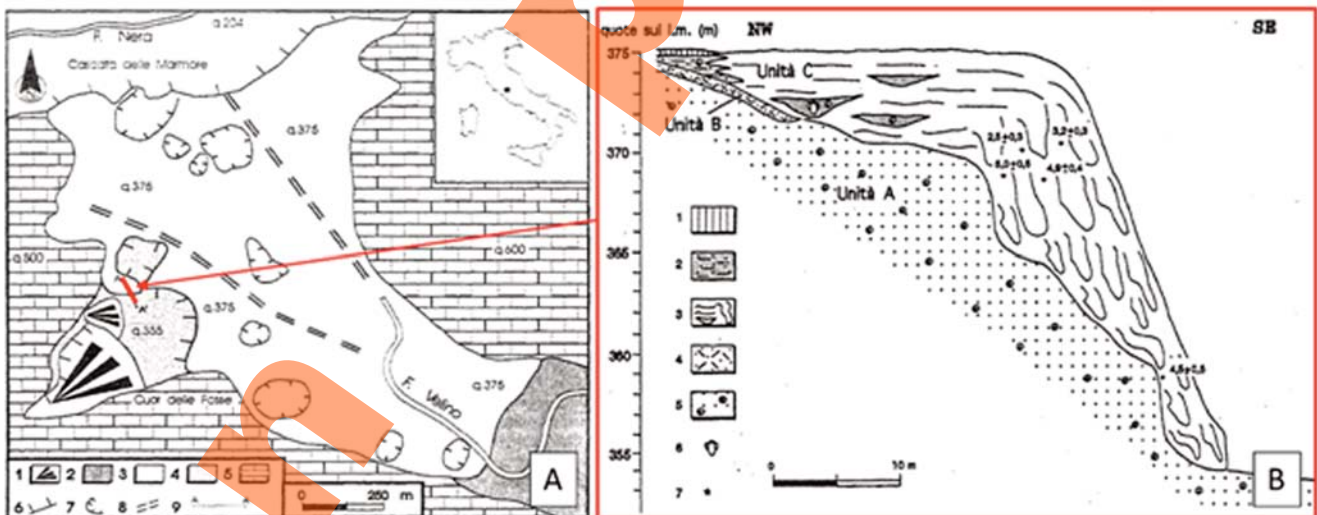 q.204
F. Nera
Cascata delle Marmore
q.375
q.375
q.500
q.600
A'
q.375
q.355
F. Velino
q.375
Cuor delle Fosse
1 2 3 4 5
6 7 8 9
0 250 m
A
quote sul l.m. (m) NW SE
375
Unità C
Unità B
2,5±0,3 3,2±0,3
370
5,0±0,5 4,9±0,4
Unità A
1
2
365
3
4
360
4,5±0,5
5
6
0 10 m
355
7
B